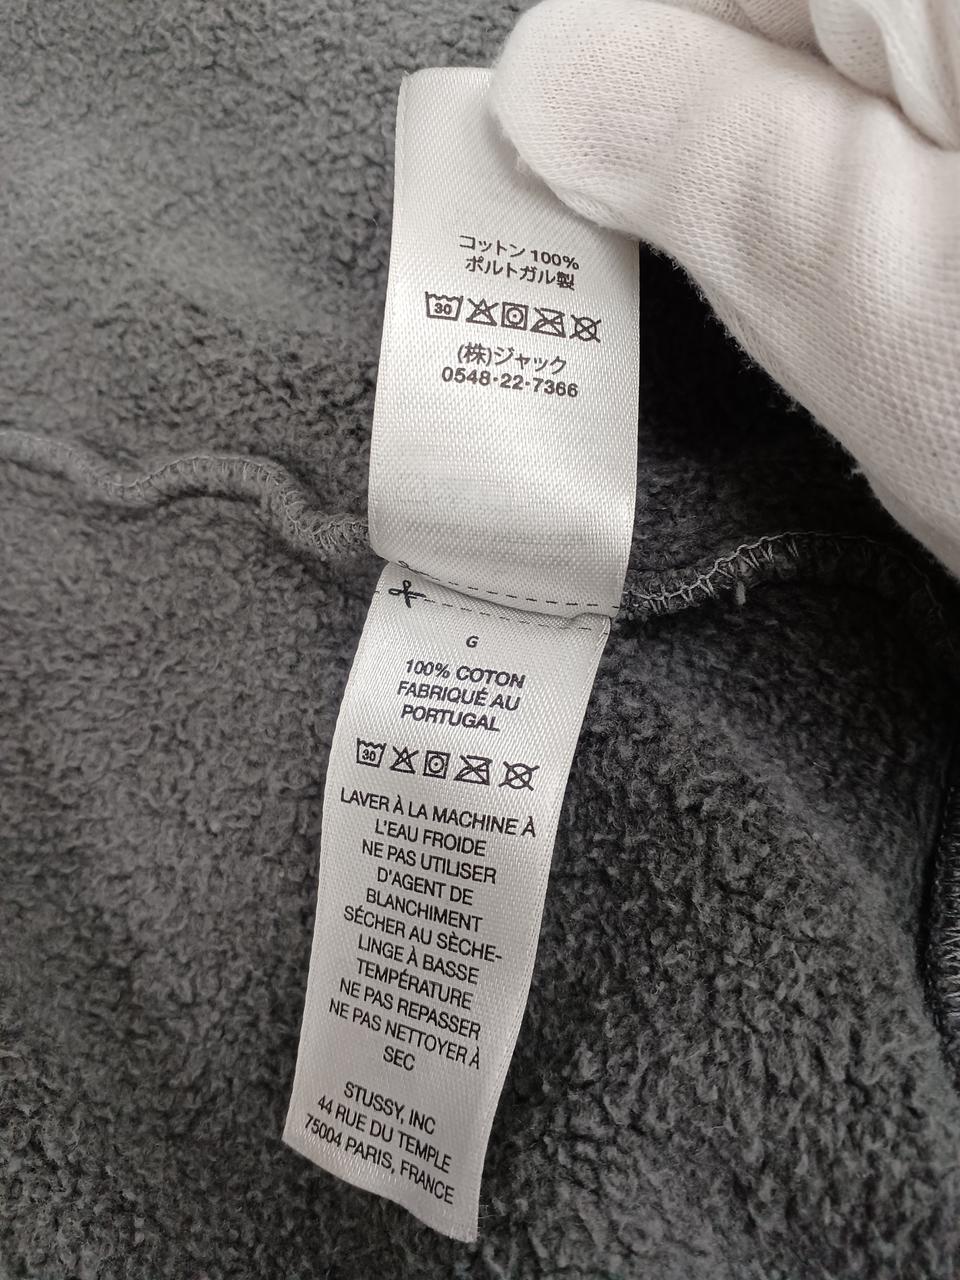 コットン 100%
ポルトガル製
30
(株)ジャック
0548-22-7366
G
100% COTON
FABRIQUÉ AU
PORTUGAL
30
LAVER À LA MACHINE À
L'EAU FROIDE
NE PAS UTILISER
D'AGENT DE
BLANCHIMENT
SÉCHER AU SÈCHE-
LINGE À BASSE
TEMPÉRATURE
NE PAS REPASSER
NE PAS NETTOYER À
SEC
STUSSY, INC
44 RUE DU TEMPLE
75004 PARIS, FRANCE